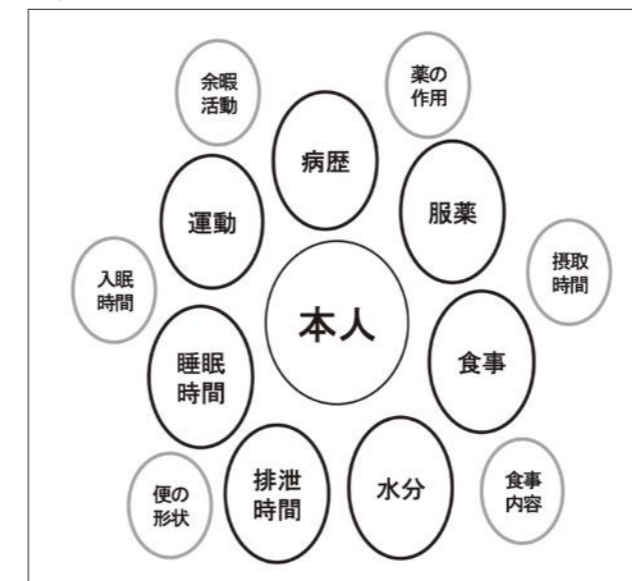 余暇
活動
薬の
作用
病歴
運動
服薬
入眠
時間
摂取
時間
本人
睡眠
時間
食事
便の
形状
排泄
時間
水分
食事
内容